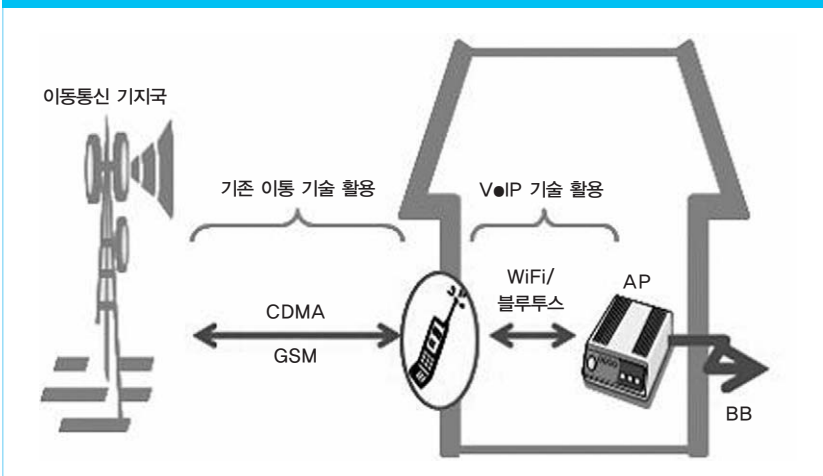 이동통신 기지국
기존 이통 기술 활용
V●IP 기술 활용
CDMA
GSM
WiFi/
블루투스
AP
BB